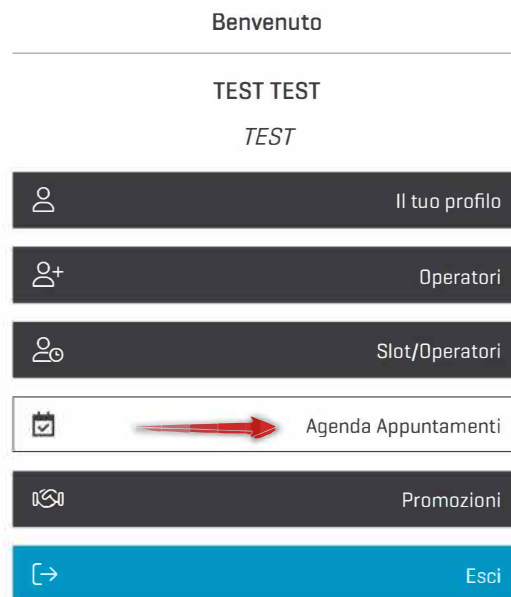 Benvenuto
TEST TEST
TEST
Il tuo profilo
Operatori
Slot/Operatori
Agenda Appuntamenti
Promozioni
Esci